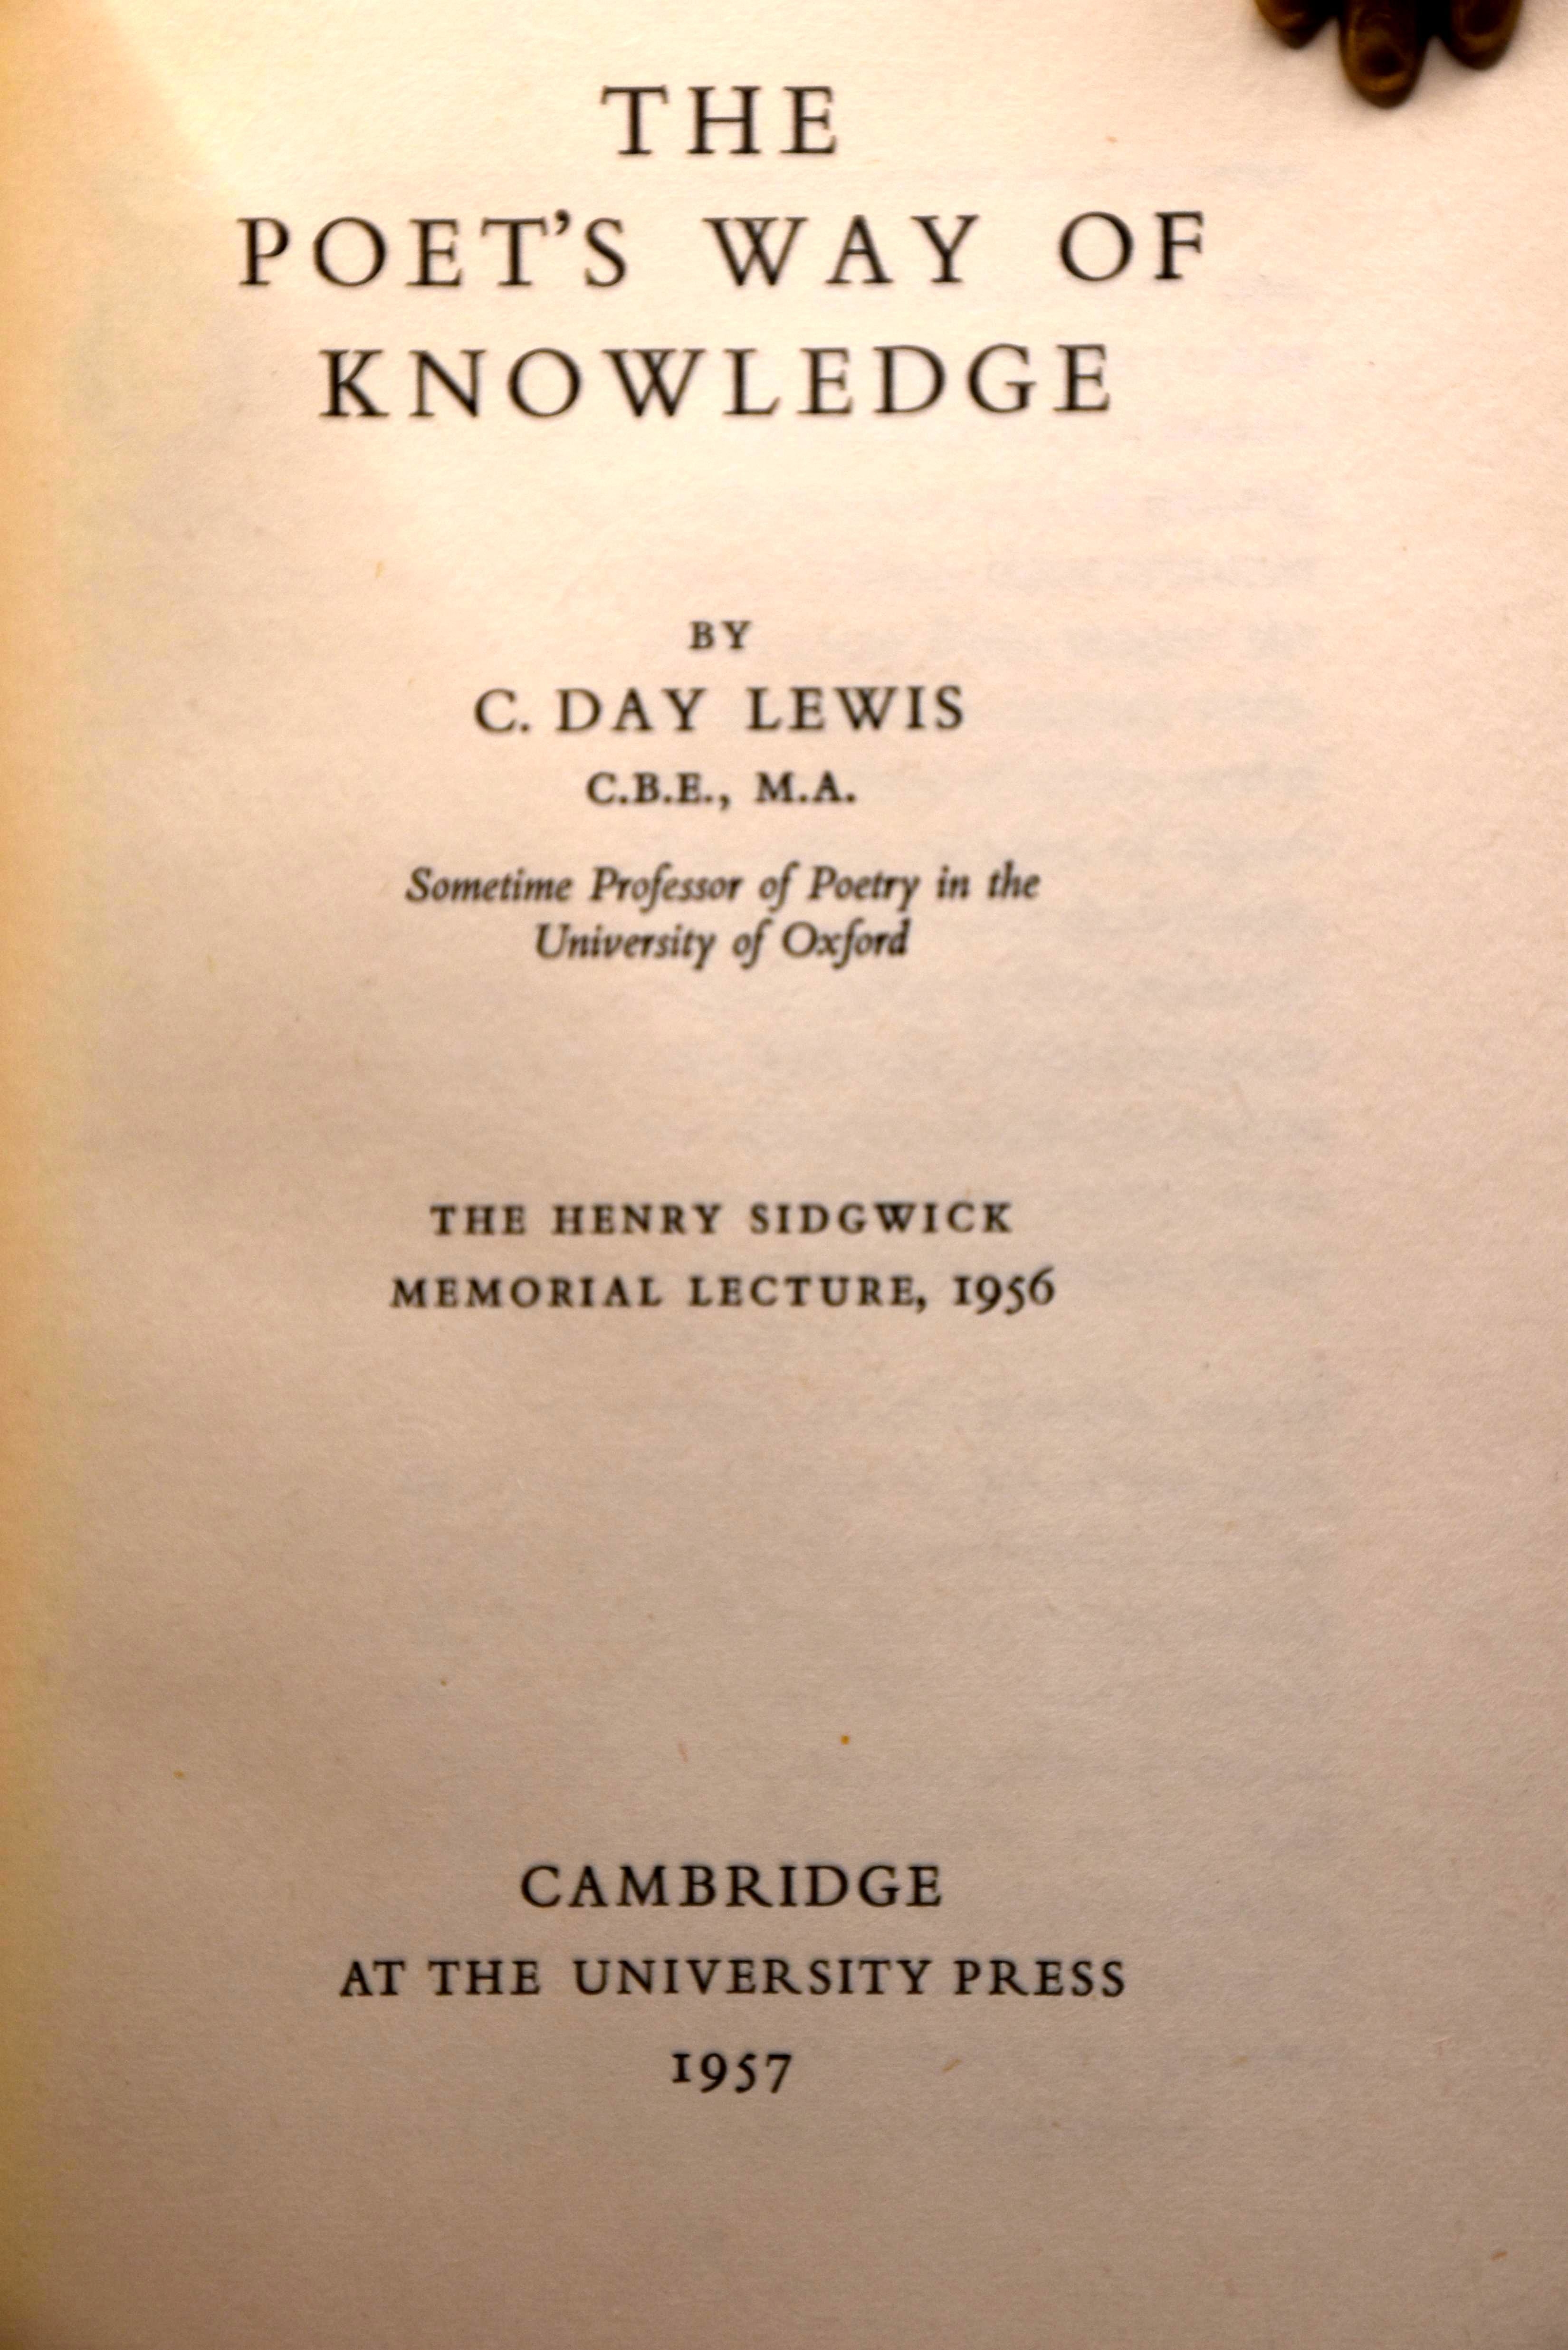 THE
POET'S WAY OF
KNOWLEDGE
BY
C. DAY LEWIS
C.B.E., M.A.
Sometime Professor of Poetry in the
University of Oxford
THE HENRY SIDGWICK
MEMORIAL LECTURE, 1956
CAMBRIDGE
AT THE UNIVERSITY PRESS
1957